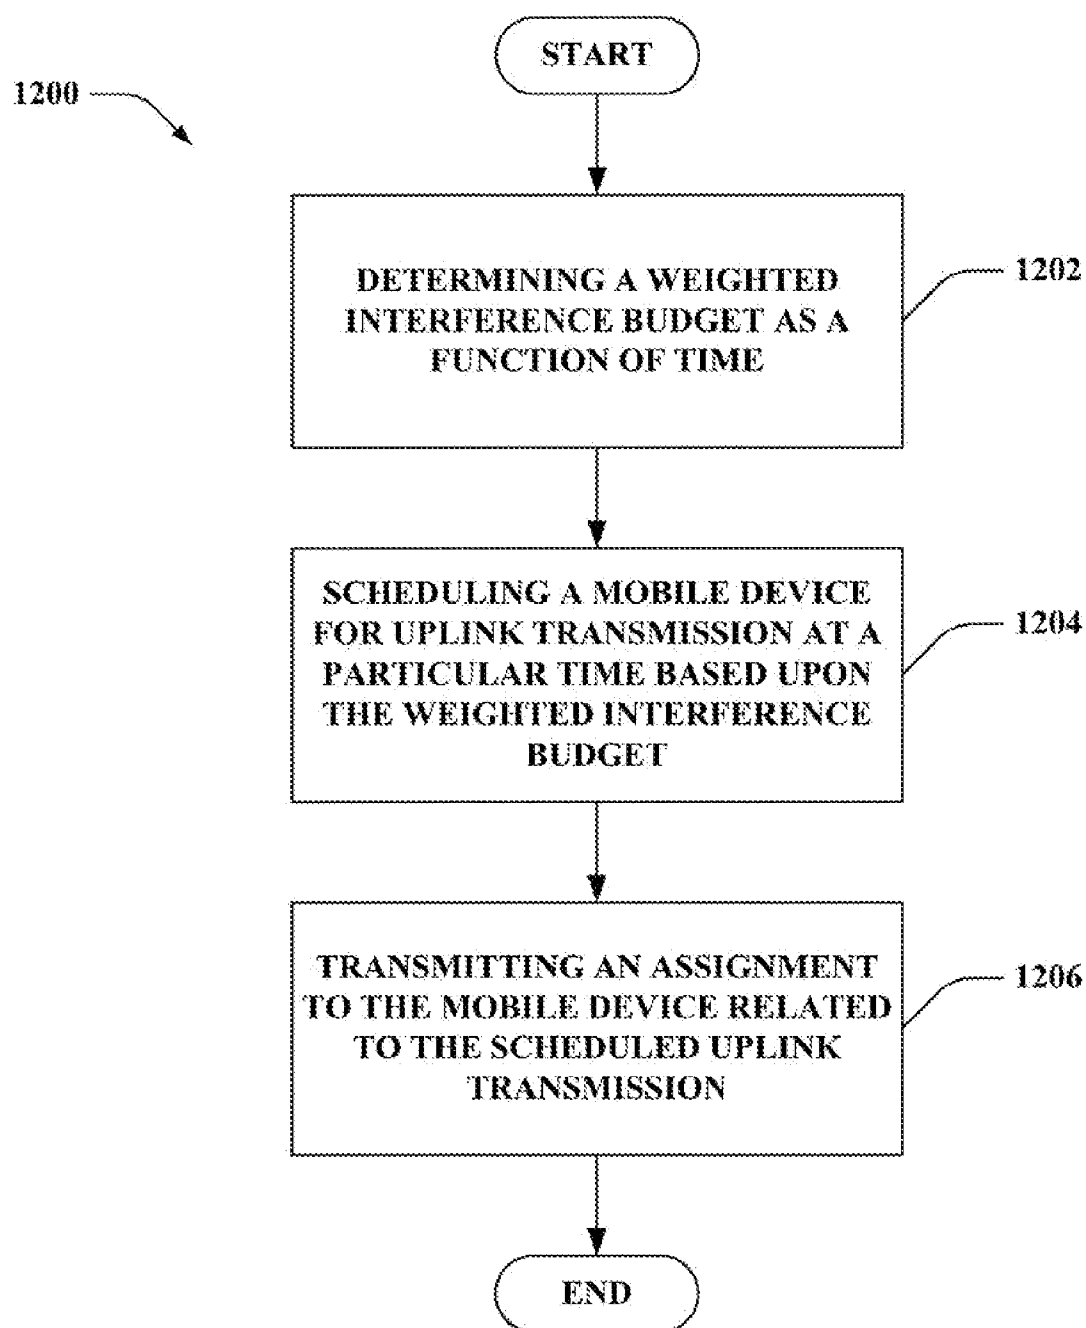 START
1200
DETERMINING A WEIGHTED
INTERFERENCE BUDGET AS A
FUNCTION OF TIME
1202
SCHEDULING A MOBILE DEVICE
FOR UPLINK TRANSMISSION AT A
PARTICULAR TIME BASED UPON
THE WEIGHTED INTERFERENCE
BUDGET
1204
TRANSMITTING AN ASSIGNMENT
TO THE MOBILE DEVICE RELATED
TO THE SCHEDULED UPLINK
TRANSMISSION
1206
END